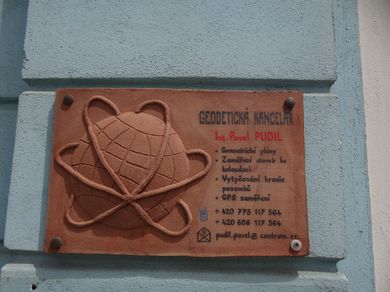 GEODETICKÁ KANCELÁŘ
Ing. Pavel PUDIL
• Geometrické plány
• Zaměření staveb ke
kolaudaci
• Vytyčování hranic
pozemků
• GPS zaměření
+ 420 775 117 564
+ 420 606 117 564
pudil.pavel@centrum.cz